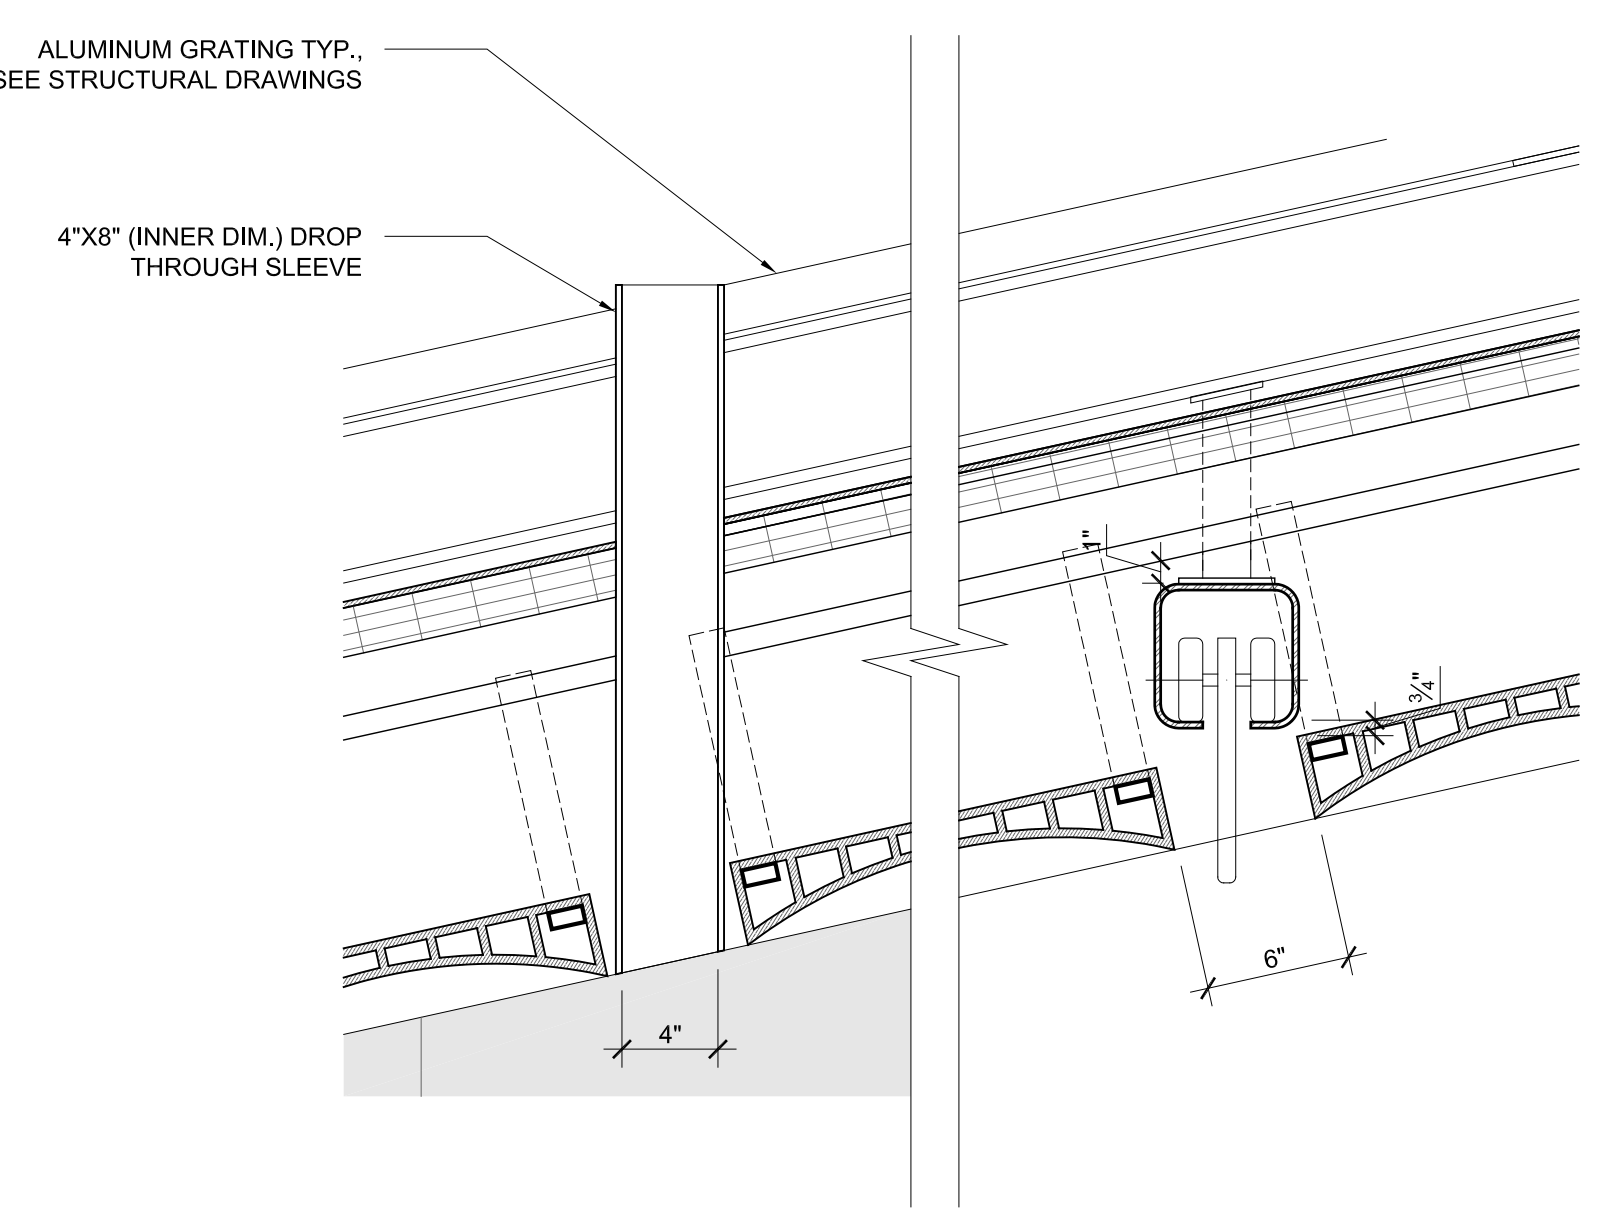 ALUMINUM GRATING TYP.,
SEE STRUCTURAL DRAWINGS
4"X8" (INNER DIM.) DROP
THROUGH SLEEVE
1"
3/4"
6"
4"